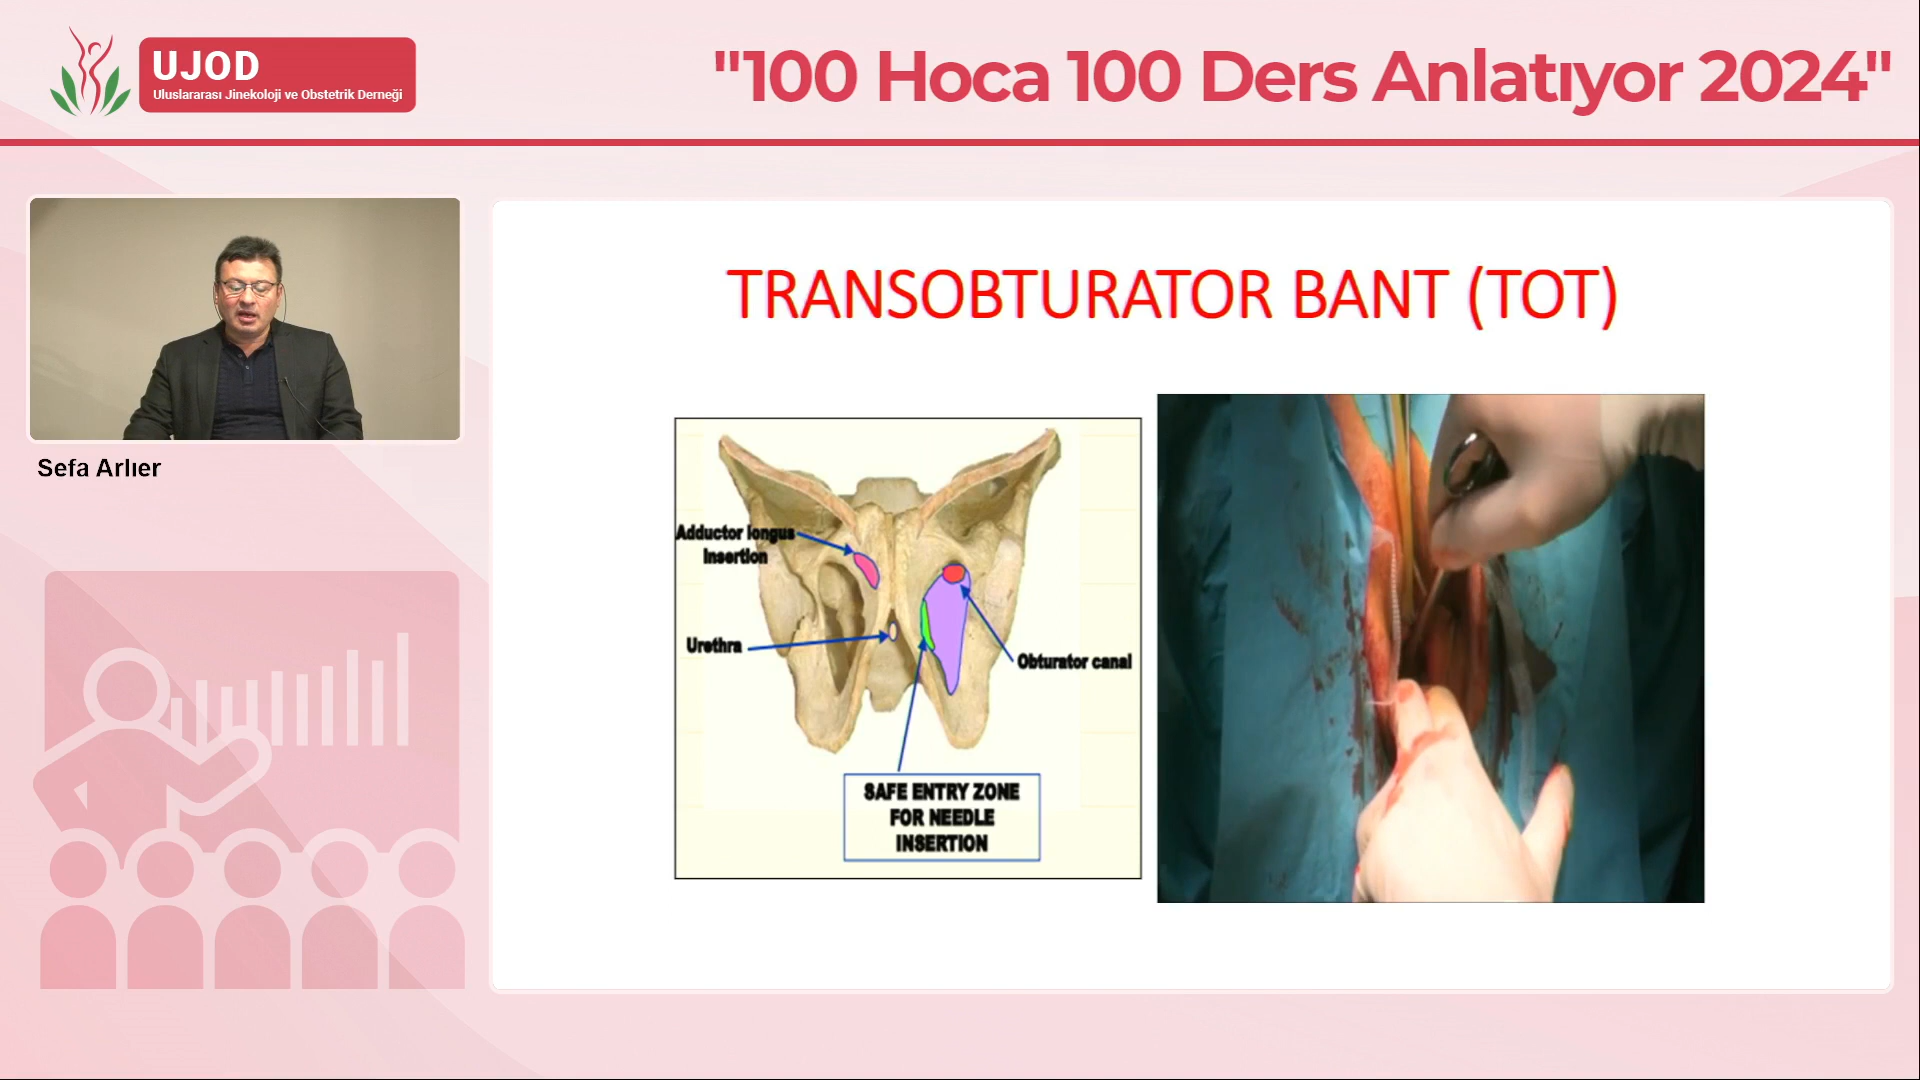 UJOD
Uluslararası Jinekoloji ve Obstetrik Derneği
"100 Hoca 100 Ders Anlatıyor 2024"
Sefa Arlıer
TRANSOBTURATOR BANT (TOT)
Adductor longus
Insertion
Urethra
Obturator canal
SAFE ENTRY ZONE
FOR NEEDLE
INSERTION